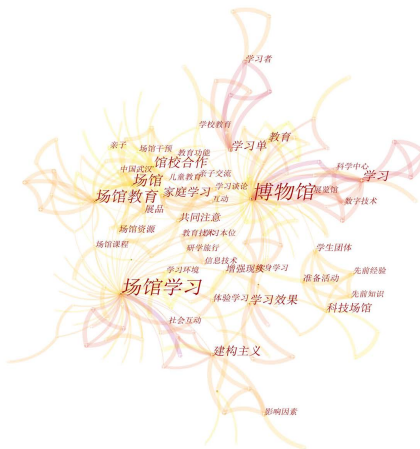 学习者
学校教育
亲子
场馆干预
教育功能
学习单
教育
馆校合作
中国武汉
场馆
儿童教育
亲子交流
科学中心
学习
场馆教育
家庭学习
学习谈论
互动
博物馆
展览馆
数字技术
展品
共同注意
场馆资源
教育技术
场馆课程
研学旅行
学生团体
信息技术
学习环境
增强现实
准备活动
先前经验
场馆学习
体验学习
学习效果
先前知识
科技场馆
社会互动
建构主义
影响因素